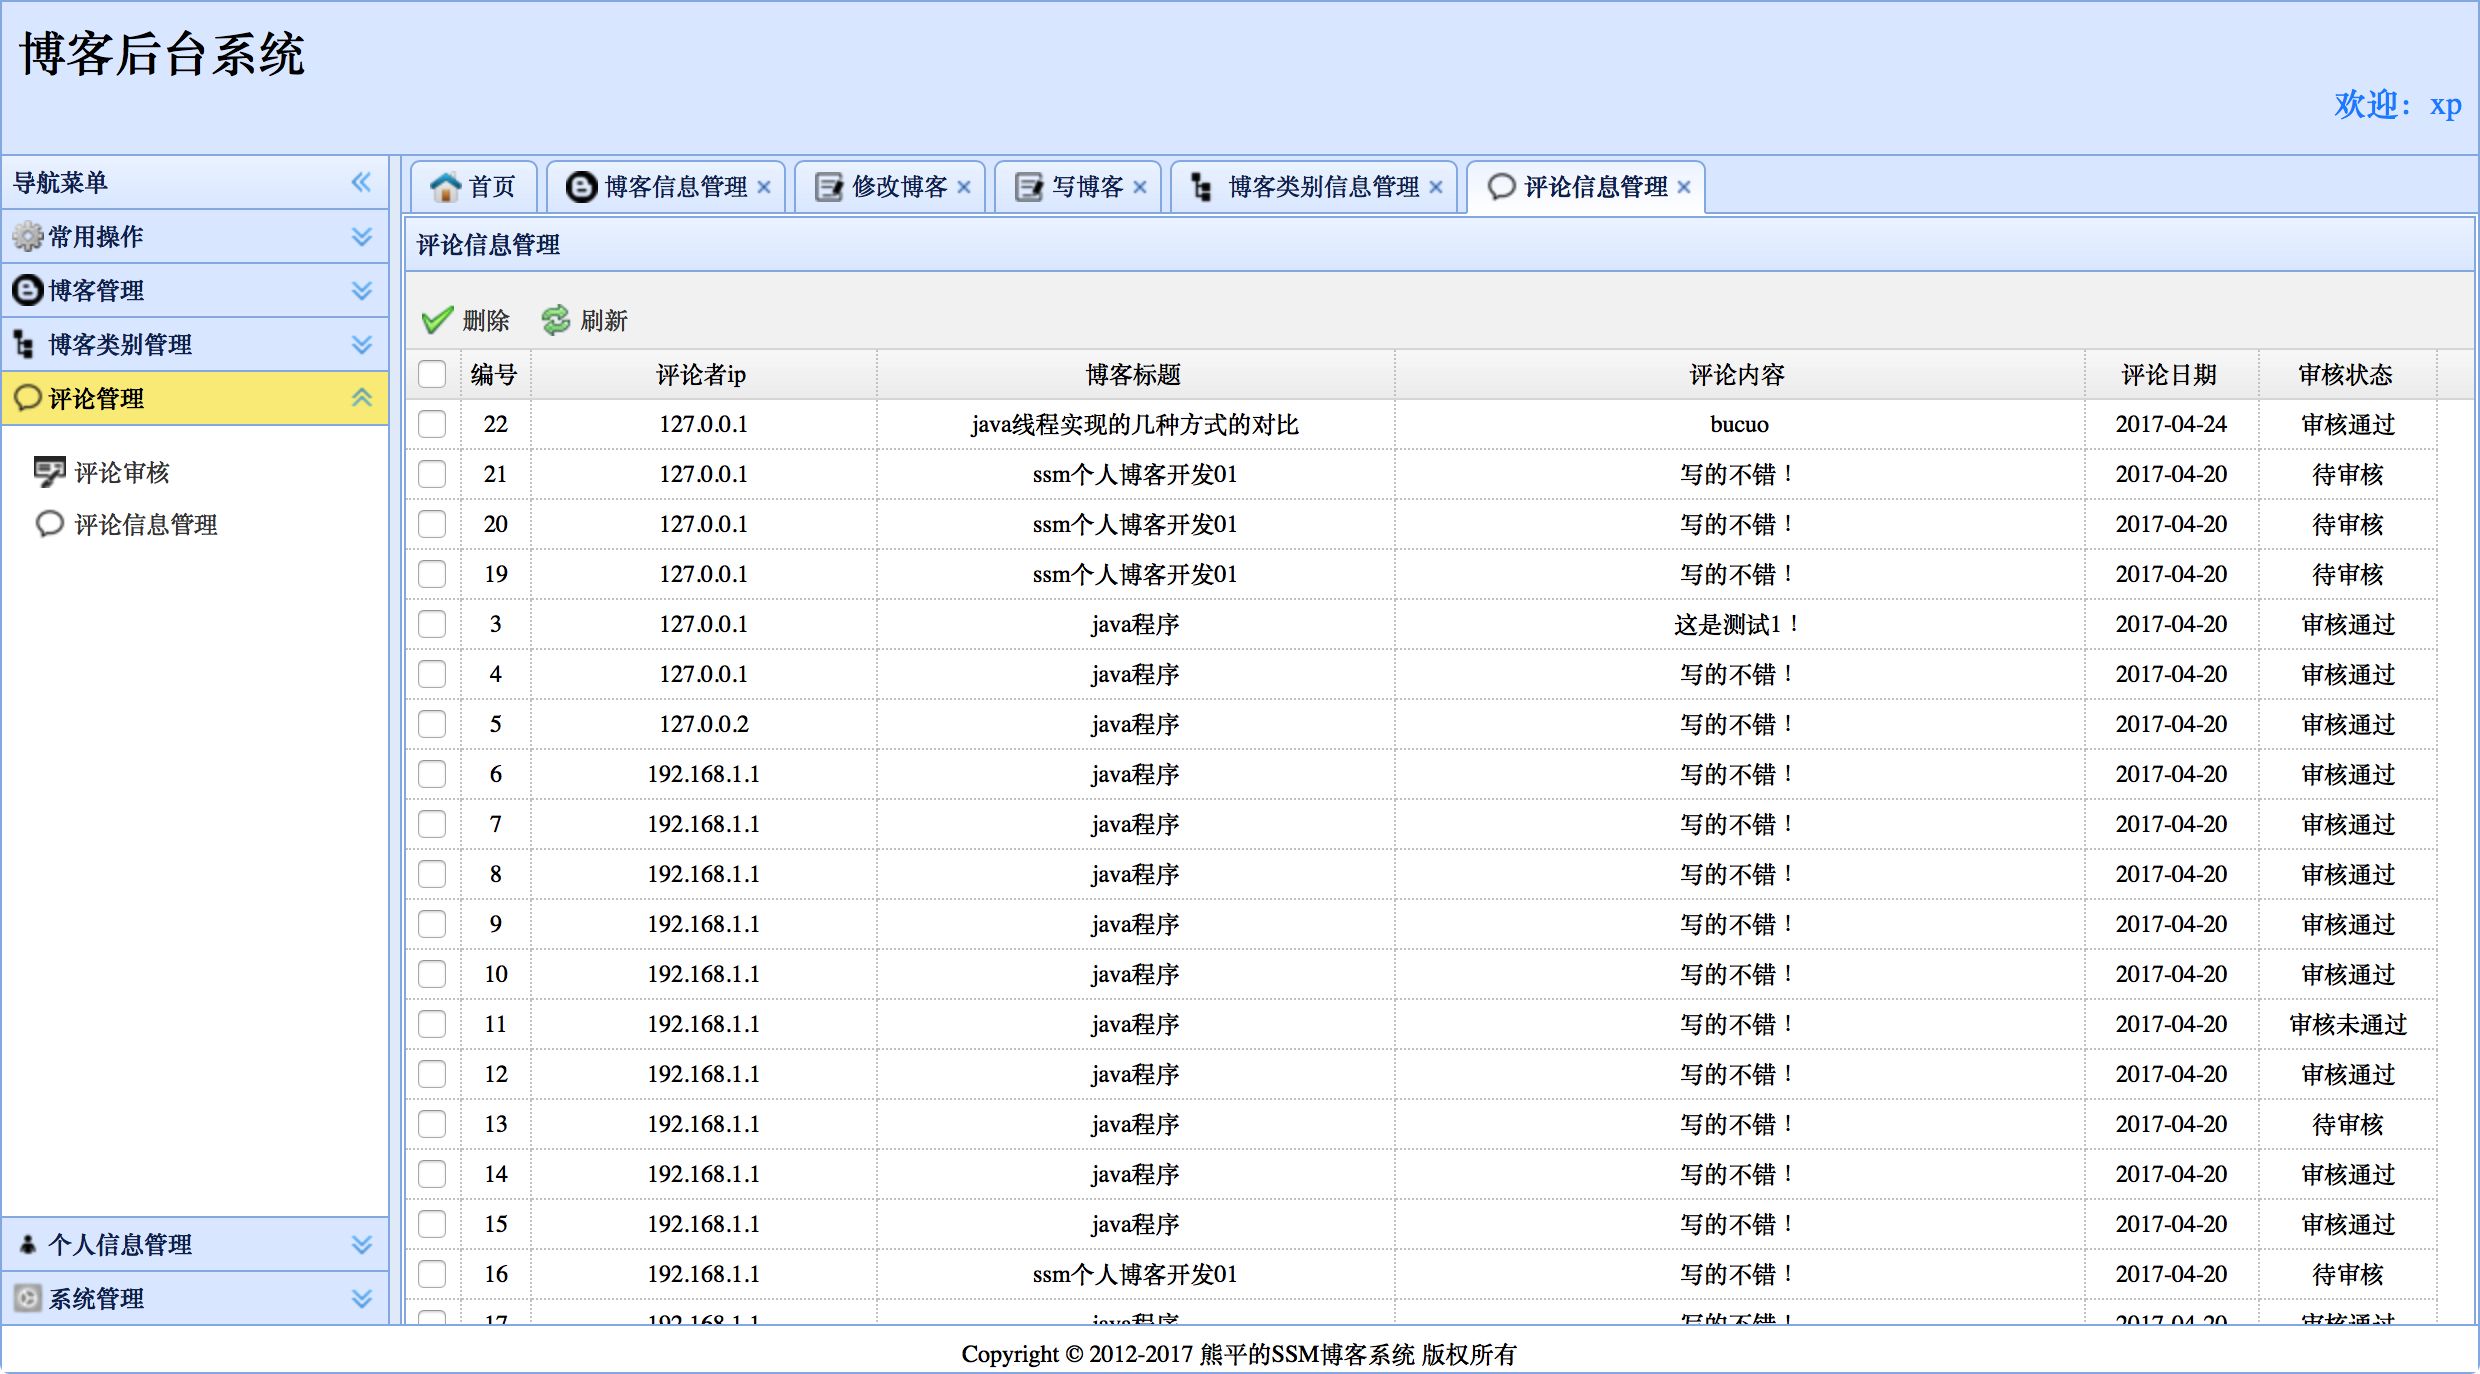 博客后台系统
欢迎：xp
导航菜单
常用操作
博客管理
博客类别管理
评论管理
评论审核
评论信息管理
个人信息管理
系统管理
首页 博客信息管理 修改博客 写博客 博客类别信息管理 评论信息管理
评论信息管理
删除 刷新
编号 评论者ip 博客标题 评论内容 评论日期 审核状态
22 127.0.0.1 java线程实现的几种方式的对比 bucuo 2017-04-24 审核通过
21 127.0.0.1 ssm个人博客开发01 写的不错！ 2017-04-20 待审核
20 127.0.0.1 ssm个人博客开发01 写的不错！ 2017-04-20 待审核
19 127.0.0.1 ssm个人博客开发01 写的不错！ 2017-04-20 待审核
3 127.0.0.1 java程序 这是测试1！ 2017-04-20 审核通过
4 127.0.0.1 java程序 写的不错！ 2017-04-20 审核通过
5 127.0.0.2 java程序 写的不错！ 2017-04-20 审核通过
6 192.168.1.1 java程序 写的不错！ 2017-04-20 审核通过
7 192.168.1.1 java程序 写的不错！ 2017-04-20 审核通过
8 192.168.1.1 java程序 写的不错！ 2017-04-20 审核通过
9 192.168.1.1 java程序 写的不错！ 2017-04-20 审核通过
10 192.168.1.1 java程序 写的不错！ 2017-04-20 审核通过
11 192.168.1.1 java程序 写的不错！ 2017-04-20 审核未通过
12 192.168.1.1 java程序 写的不错！ 2017-04-20 审核通过
13 192.168.1.1 java程序 写的不错！ 2017-04-20 待审核
14 192.168.1.1 java程序 写的不错！ 2017-04-20 审核通过
15 192.168.1.1 java程序 写的不错！ 2017-04-20 审核通过
16 192.168.1.1 ssm个人博客开发01 写的不错！ 2017-04-20 待审核
17 192.168.1.1 java程序 写的不错！ 2017-04-20 审核通过
Copyright © 2012-2017 熊平的SSM博客系统 版权所有